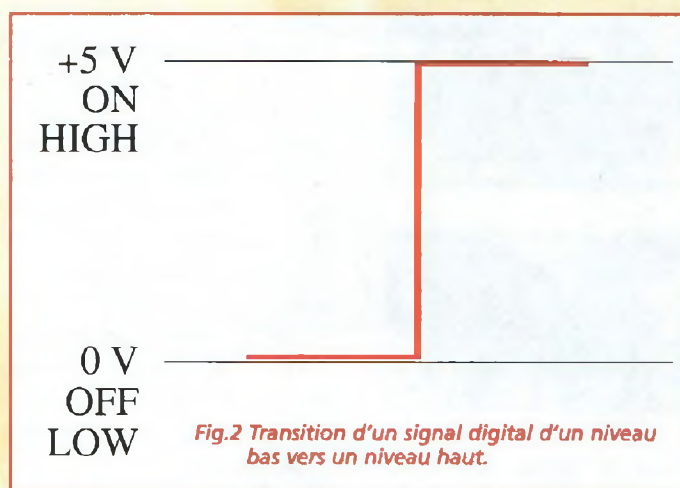 +5 V
ON
HIGH
0 V
OFF
LOW
Fig.2 Transition d'un signal digital d'un niveau
bas vers un niveau haut.